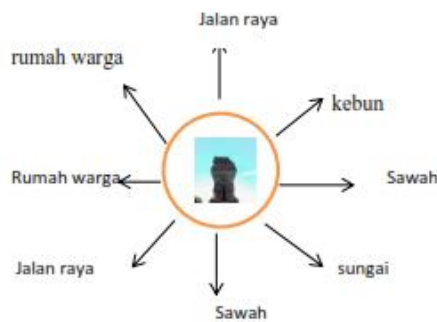 Jalan raya
rumah warga
kebun
Rumah warga
Sawah
Jalan raya
sungai
Sawah